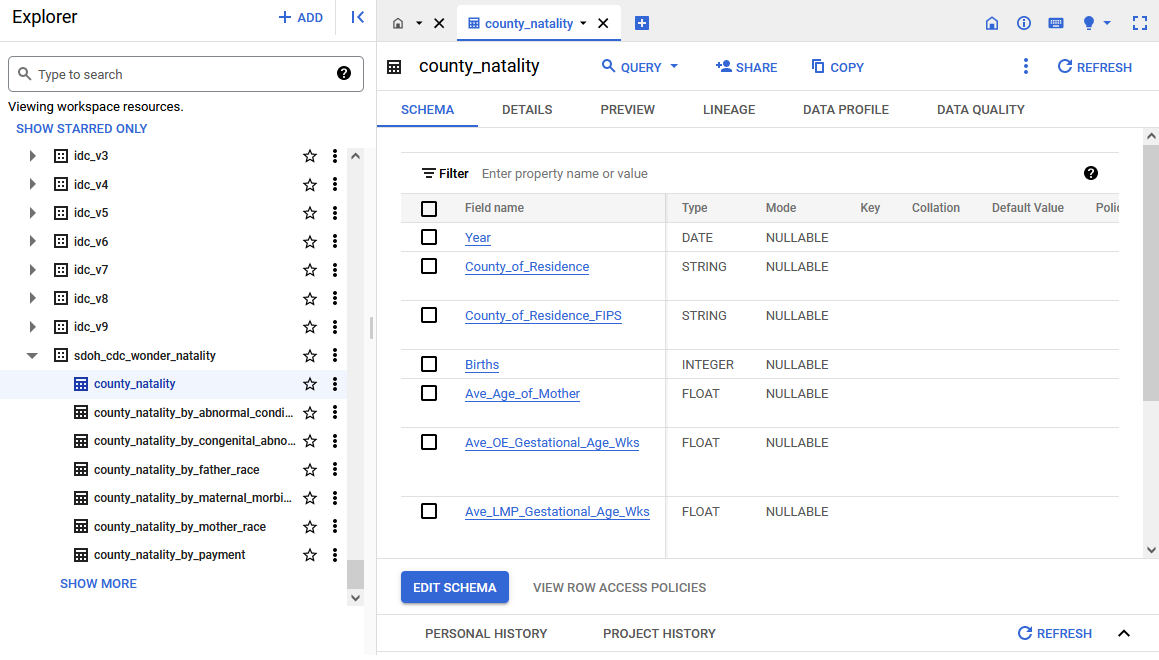 Explorer
ADD
Type to search
Viewing workspace resources.
SHOW STARRED ONLY
idc_v3
idc_v4
idc_v5
idc_v6
idc_v7
idc_v8
idc_v9
sdoh_cdc_wonder_natality
county_natality
county_natality_by_abnormal_condi...
county_natality_by_congenital_abno...
county_natality_by_father_race
county_natality_by_maternal_morbi...
county_natality_by_mother_race
county_natality_by_payment
SHOW MORE
county_natality
county_natality QUERY SHARE COPY REFRESH
SCHEMA DETAILS PREVIEW LINEAGE DATA PROFILE DATA QUALITY
Filter Enter property name or value
Field name Type Mode Key Collation Default Value Polic
Year DATE NULLABLE
County_of_Residence STRING NULLABLE
County_of_Residence_FIPS STRING NULLABLE
Births INTEGER NULLABLE
Ave_Age_of_Mother FLOAT NULLABLE
Ave_OE_Gestational_Age_Wks FLOAT NULLABLE
Ave_LMP_Gestational_Age_Wks FLOAT NULLABLE
EDIT SCHEMA VIEW ROW ACCESS POLICIES
PERSONAL HISTORY PROJECT HISTORY REFRESH